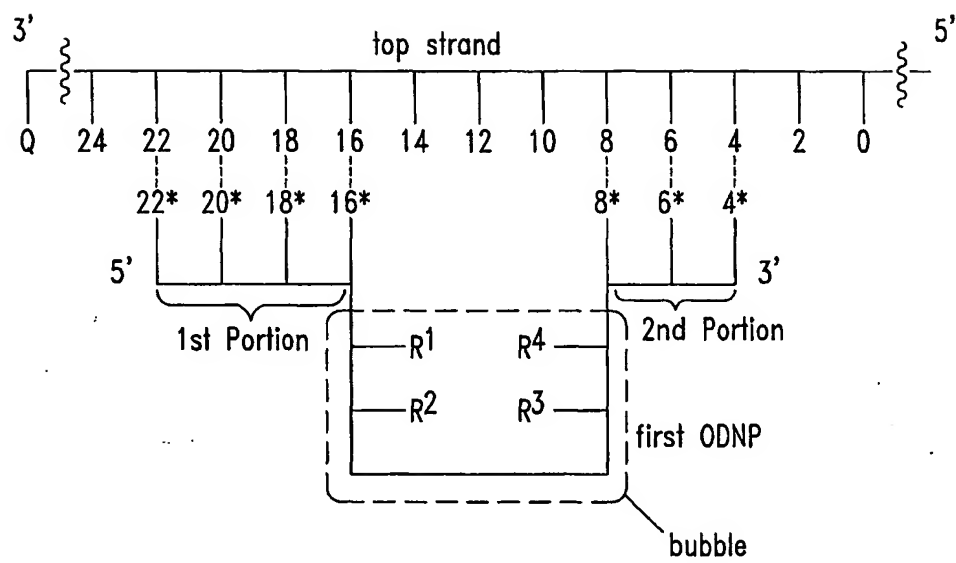 3' 5'
top strand
Q 24 22 20 18 16 14 12 10 8 6 4 2 0
22* 20* 18* 16* 8* 6* 4*
5' 3'
1st Portion 2nd Portion
R1 R4
R2 R3
first ODNP
bubble